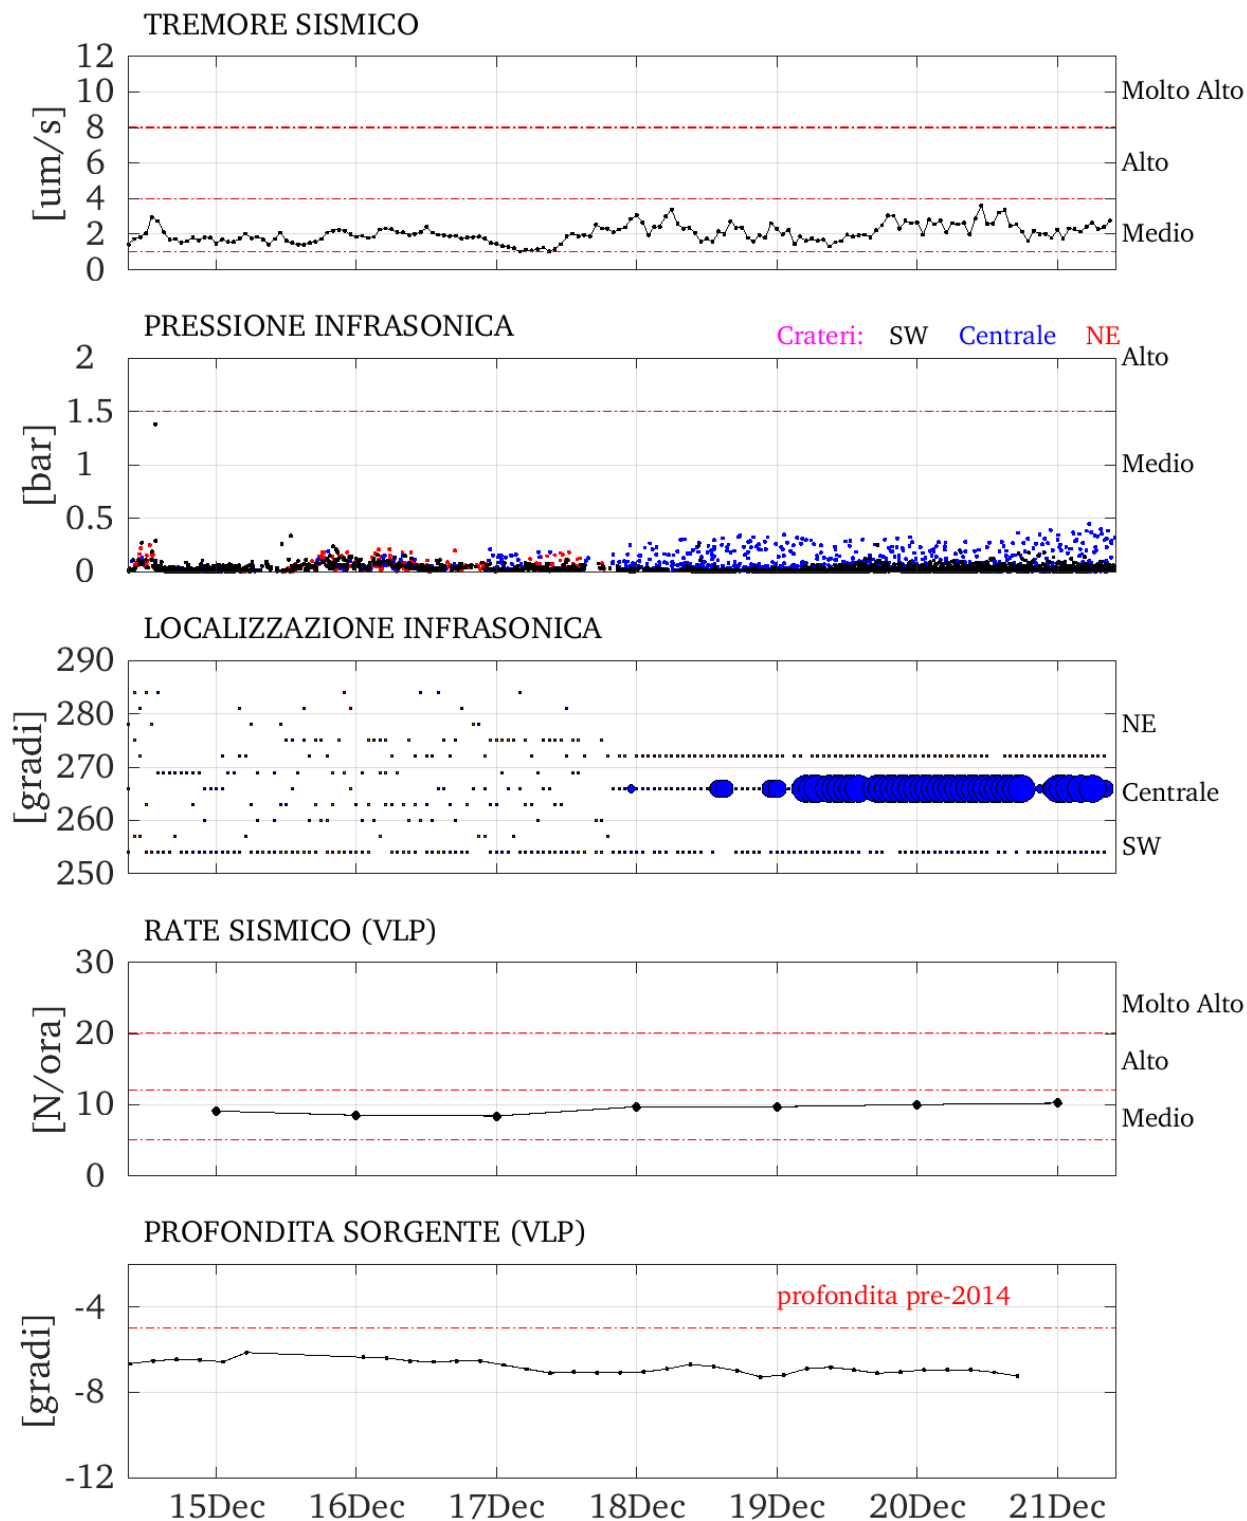 TREMORE SISMICO
12
10
8
6
4
2
0
[um/s]
Molto Alto
Alto
Medio
PRESSIONE INFRASONICA
Crateri: SW Centrale NE
2
1.5
1
0.5
0
[bar]
Alto
Medio
LOCALIZZAZIONE INFRASONICA
290
280
270
260
250
[gradi]
NE
Centrale
SW
RATE SISMICO (VLP)
30
20
10
0
[N/ora]
Molto Alto
Alto
Medio
PROFONDITA SORGENTE (VLP)
profondita pre-2014
-4
-8
-12
[gradi]
15Dec 16Dec 17Dec 18Dec 19Dec 20Dec 21Dec